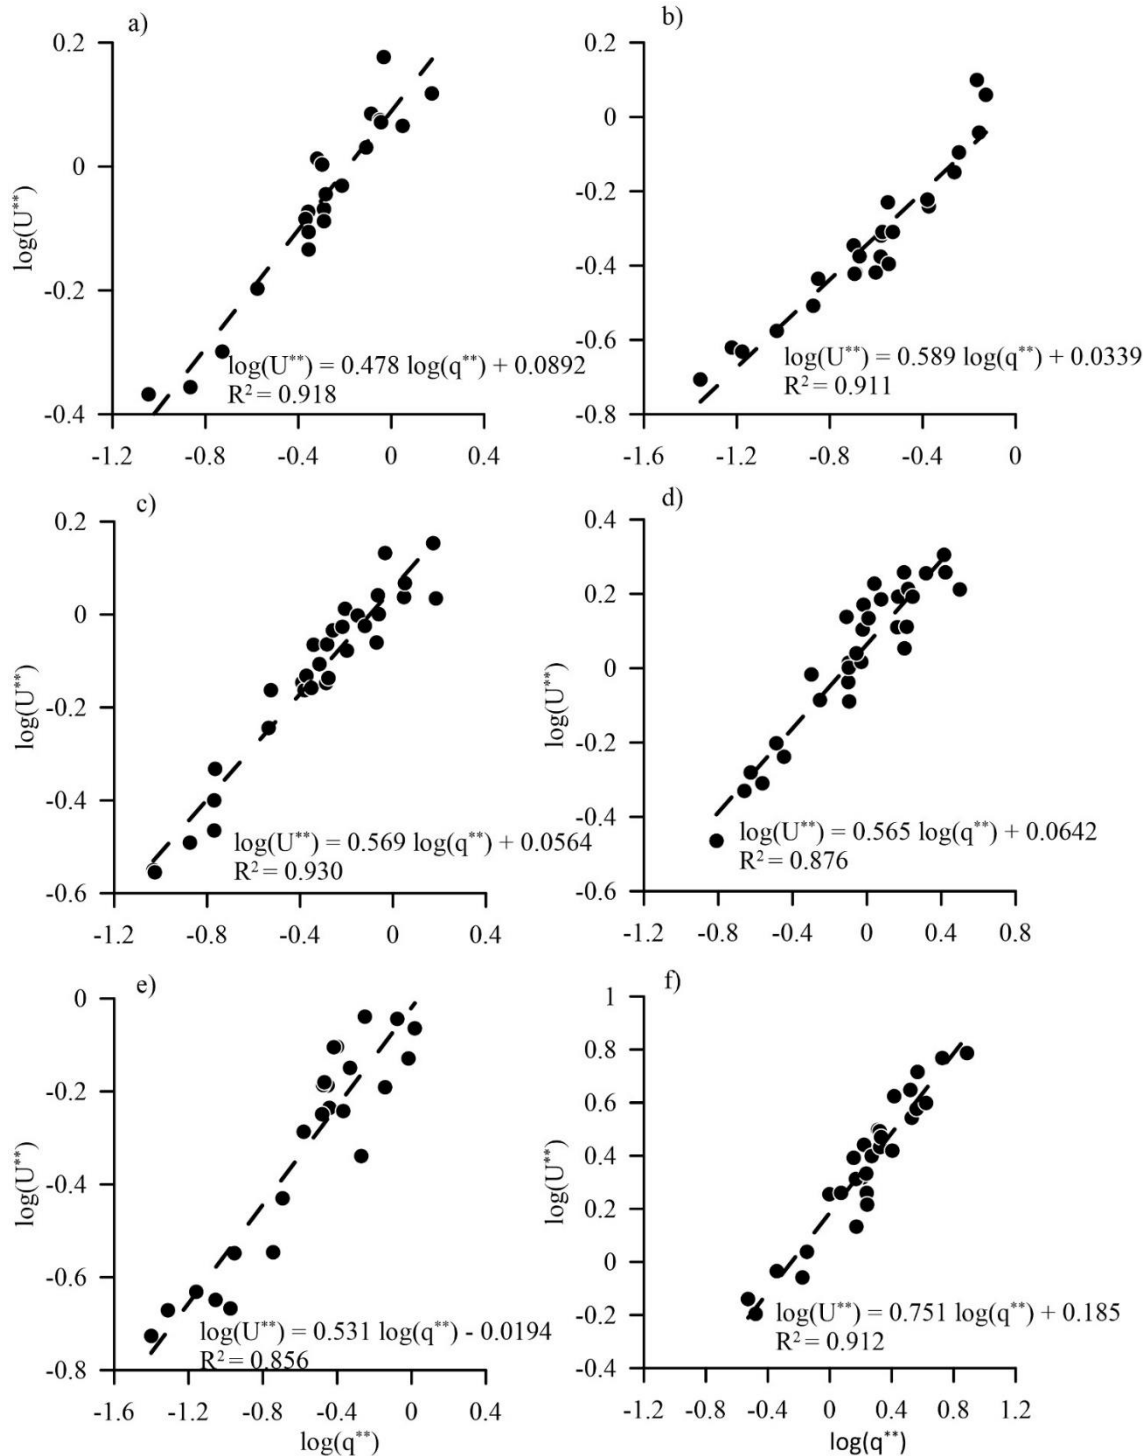 a)
0.2
0
-0.2
-0.4
log(U**)
log(U**) = 0.478 log(q**) + 0.0892
R² = 0.918
-1.2 -0.8 -0.4 0 0.4
b)
0.2
0
-0.2
-0.4
-0.6
-0.8
log(U**)
log(U**) = 0.589 log(q**) + 0.0339
R² = 0.911
-1.6 -1.2 -0.8 -0.4 0
c)
0.2
0
-0.2
-0.4
-0.6
log(U**)
log(U**) = 0.569 log(q**) + 0.0564
R² = 0.930
-1.2 -0.8 -0.4 0 0.4
d)
0.4
0.2
0
-0.2
-0.4
-0.6
log(U**)
log(U**) = 0.565 log(q**) + 0.0642
R² = 0.876
-1.2 -0.8 -0.4 0 0.4 0.8
e)
0
-0.2
-0.4
-0.6
-0.8
log(U**)
log(U**) = 0.531 log(q**) - 0.0194
R² = 0.856
-1.6 -1.2 -0.8 -0.4 0 0.4
log(q**)
f)
1
0.8
0.6
0.4
0.2
0
-0.2
-0.4
log(U**)
log(U**) = 0.751 log(q**) + 0.185
R² = 0.912
-1.2 -0.8 -0.4 0 0.4 0.8 1.2
log(q**)